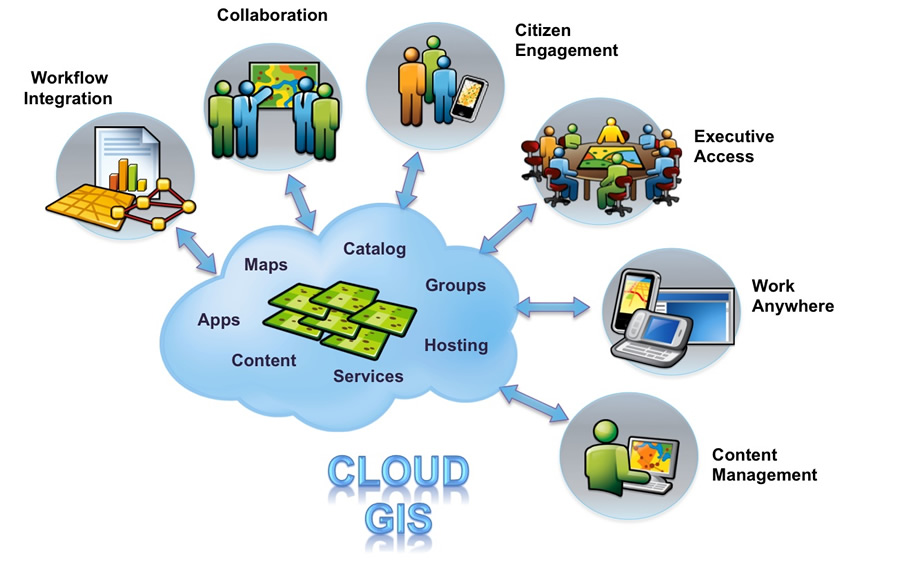 Collaboration
Citizen
Engagement
Workflow
Integration
Executive
Access
Catalog
Maps
Groups
Work
Anywhere
Apps
Hosting
Content
Services
Content
Management
CLOUD
GIS